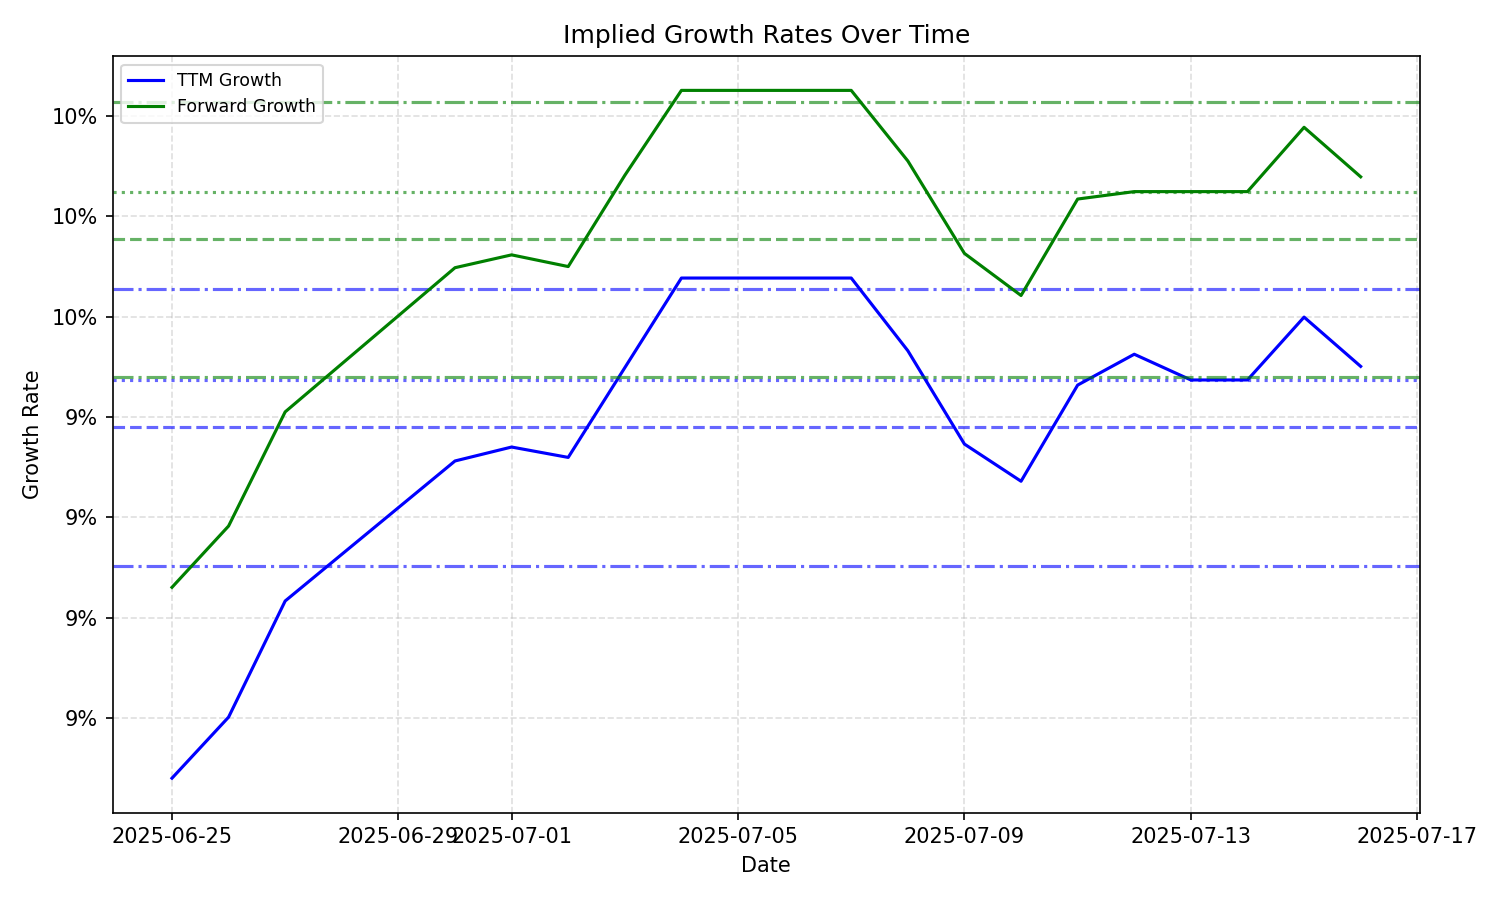 Implied Growth Rates Over Time
TTM Growth
Forward Growth
10%
10%
10%
9%
9%
9%
9%
Growth Rate
2025-06-25
2025-06-29
2025-07-01
2025-07-05
2025-07-09
2025-07-13
2025-07-17
Date